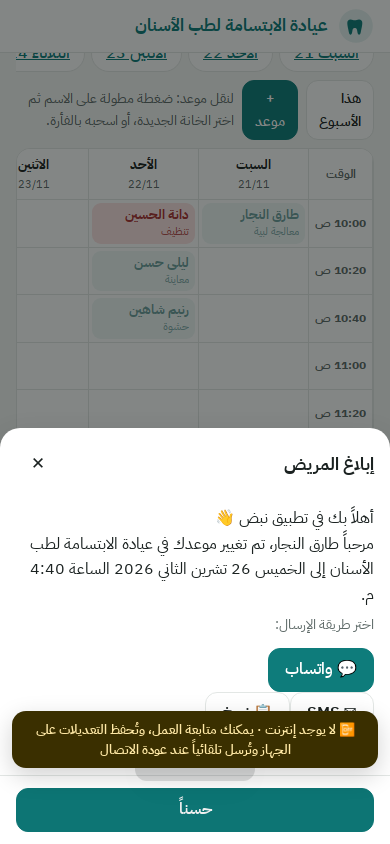 عيادة الابتسامة لطب الأسنان
السبت 21
الأحد 22
الاثنين 23
الثلاثاء 4
هذا
الأسبوع
+
موعد
لنقل موعد: ضغطة مطولة على الاسم ثم
اختر الخانة الجديدة، أو اسحبه بالفأرة.
الوقت
السبت
21/11
الأحد
22/11
الاثنين
23/11
10:00 ص
طارق النجار
معالجة لبية
دانة الحسين
تنظيف
10:20 ص
ليلى حسن
معاينة
10:40 ص
رنيم شاهين
حشوة
11:00 ص
11:20 ص
إبلاغ المريض
✕
أهلاً بك في تطبيق نبض 👋
مرحباً طارق النجار، تم تغيير موعدك في عيادة الابتسامة لطب
الأسنان إلى الخميس 26 تشرين الثاني 2026 الساعة 4:40
م.
اختر طريقة الإرسال:
💬 واتساب
✉ SMS
📴 لا يوجد إنترنت · يمكنك متابعة العمل، وتُحفظ التعديلات على
الجهاز وتُرسل تلقائياً عند عودة الاتصال
حسناً